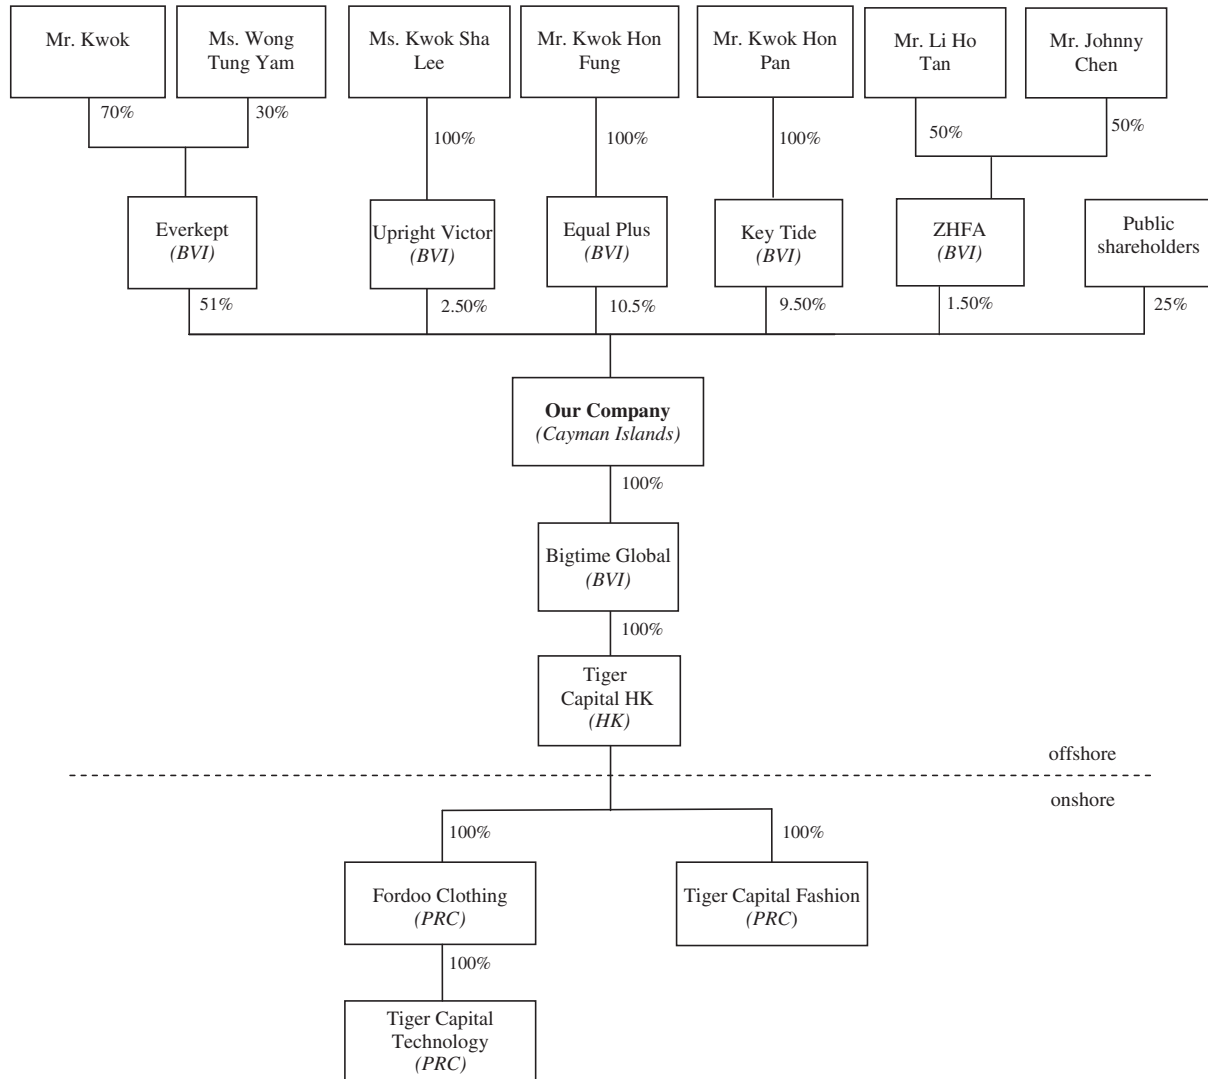 Mr. Kwok
Ms. Wong
Tung Yam
Ms. Kwok Sha
Lee
Mr. Kwok Hon
Fung
Mr. Kwok Hon
Pan
Mr. Li Ho
Tan
Mr. Johnny
Chen
70%
30%
100%
100%
100%
50%
50%
Everkept
(BVI)
Upright Victor
(BVI)
Equal Plus
(BVI)
Key Tide
(BVI)
ZHFA
(BVI)
Public
shareholders
51%
2.50%
10.5%
9.50%
1.50%
25%
Our Company
(Cayman Islands)
100%
Bigtime Global
(BVI)
100%
Tiger
Capital HK
(HK)
offshore
onshore
100%
100%
Fordoo Clothing
(PRC)
Tiger Capital Fashion
(PRC)
100%
Tiger Capital
Technology
(PRC)